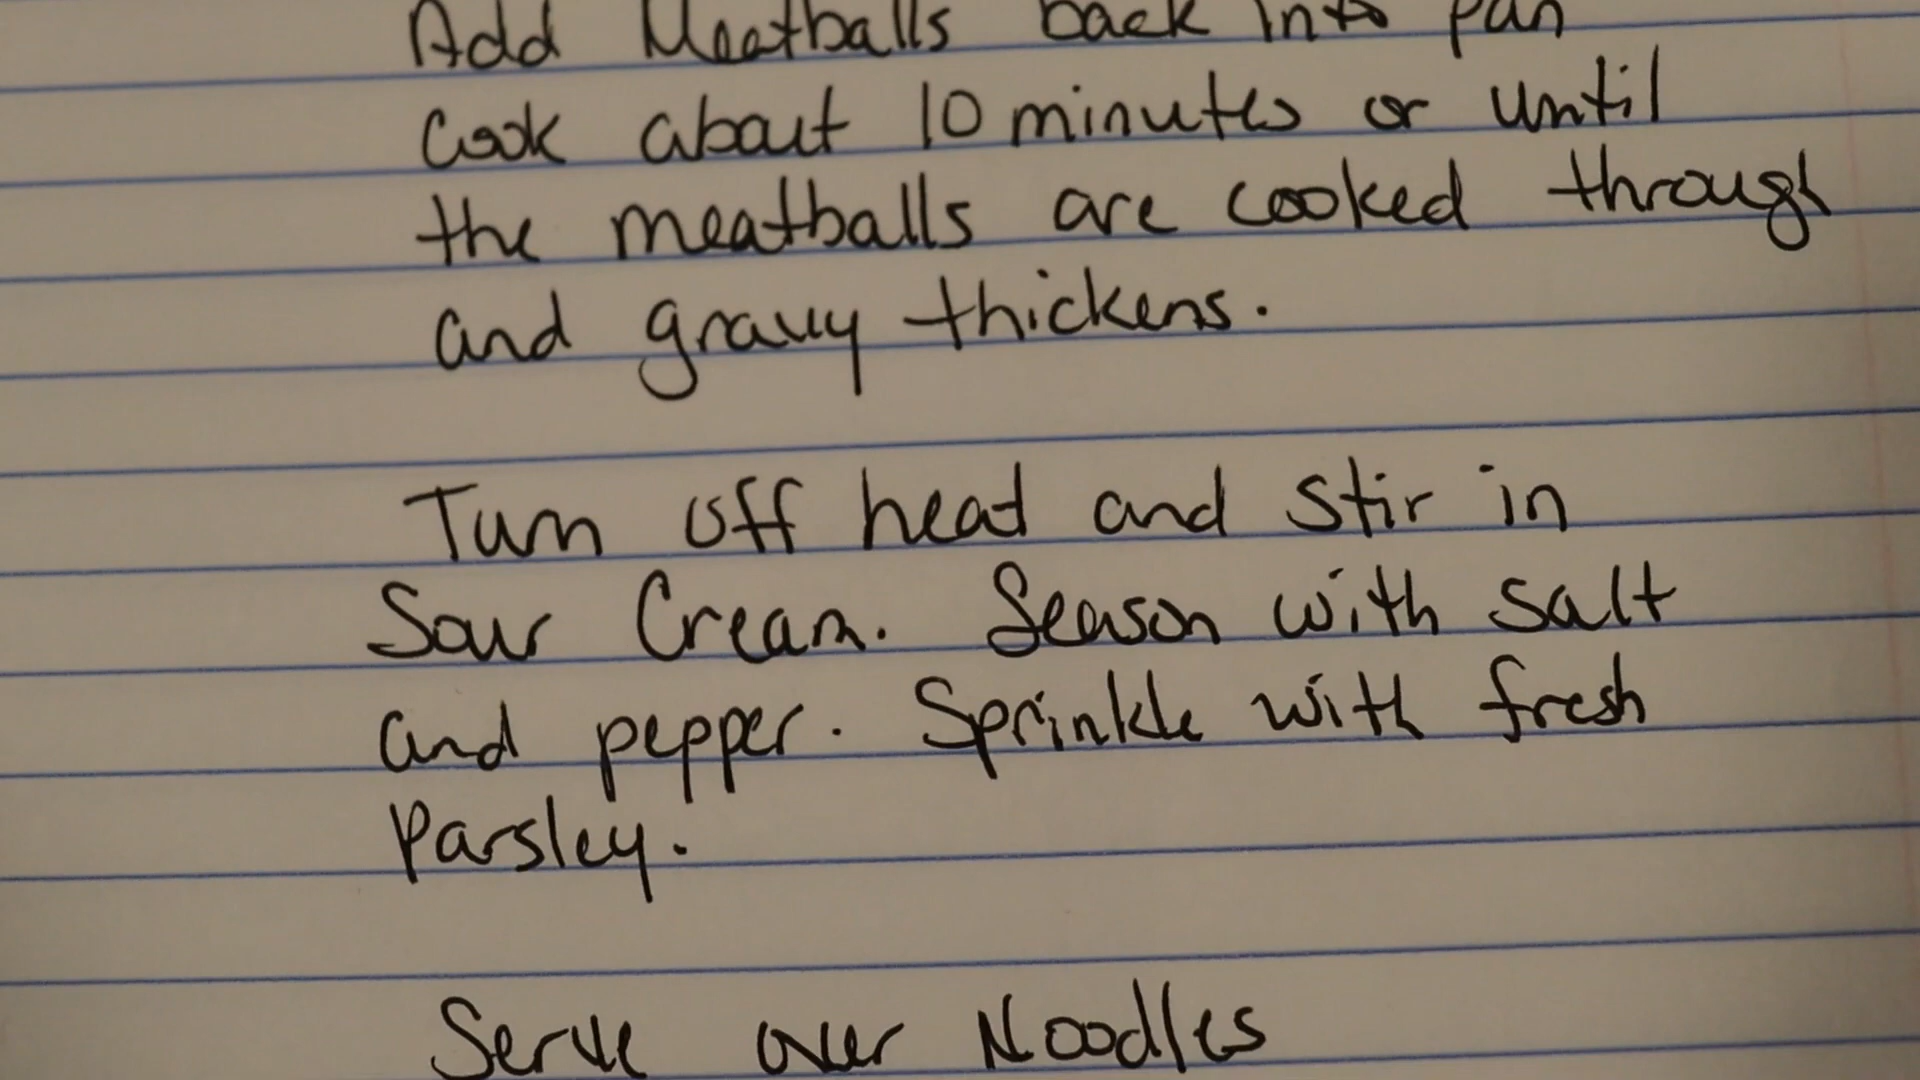 Add Meatballs back into pan
Cook about 10 minutes or until
the meatballs are cooked through
and gravy thickens.
Turn off heat and stir in
Sour Cream. Season with salt
and pepper. Sprinkle with fresh
Parsley.
Serve over Noodles